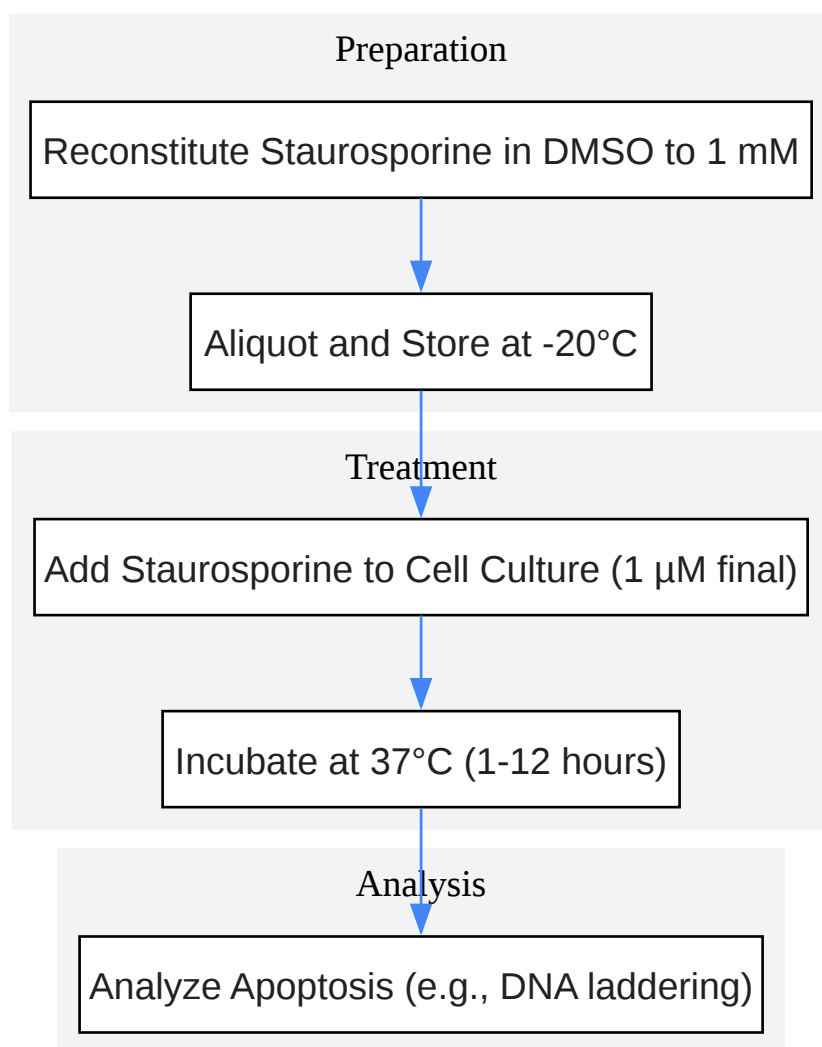 Preparation
Reconstitute Staurosporine in DMSO to 1 mM
Aliquot and Store at -20°C
Treatment
Add Staurosporine to Cell Culture (1 µM final)
Incubate at 37°C (1-12 hours)
Analysis
Analyze Apoptosis (e.g., DNA laddering)